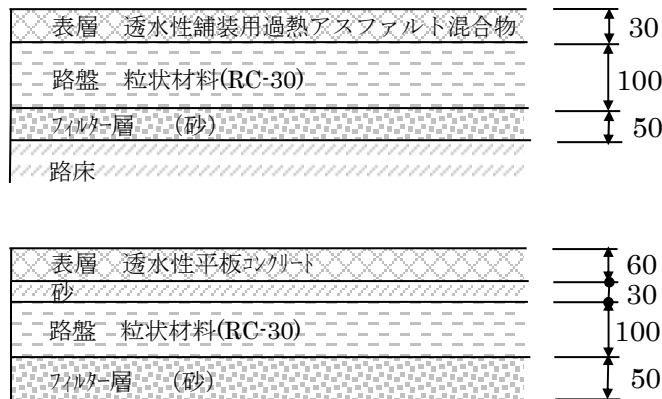 表層　透水性舗装用過熱アスファルト混合物 30
路盤　粒状材料(RC-30) 100
ﾌｨﾙﾀｰ層　(砂) 50
路床
表層　透水性平板ｺﾝｸﾘｰﾄ 60
砂 30
路盤　粒状材料(RC-30) 100
ﾌｨﾙﾀｰ層　(砂) 50